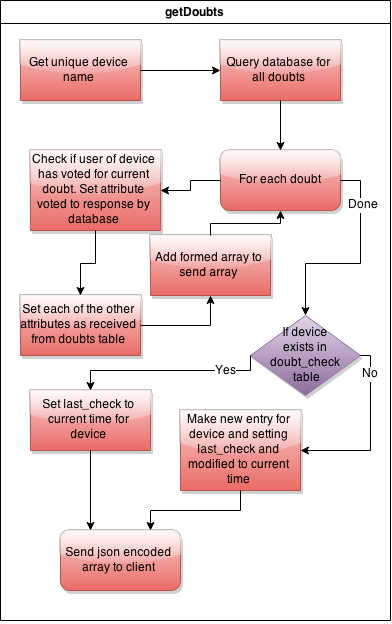 getDoubts
Get unique device
name
Query database for
all doubts
Check if user of device
has voted for current
doubt. Set attribute
voted to response by
database
For each doubt
Done
Add formed array to
send array
Set each of the other
attributes as received
from doubts table
If device
exists in
doubt_check
table
Yes
No
Set last_check to
current time for
device
Make new entry for
device and setting
last_check and
modified to current
time
Send json encoded
array to client